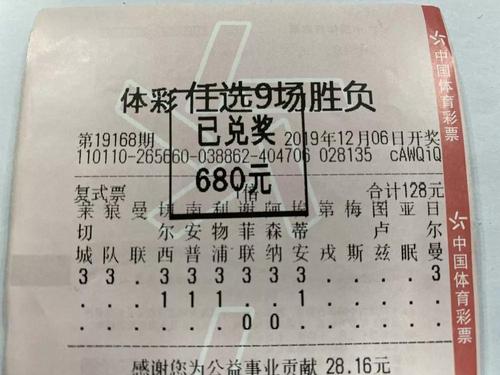 体彩 任选9场胜负
已兑奖
第19168期 2019年12月06日开奖
110110-265660-038862-404706 028135 cAWQiQ
680元
复式票 1倍 合计128元
莱 狼 曼 切 南 利 谢 阿 埃 第 梅 图 亚 日
切 尔 安 物 菲 森 蒂 卢 尔
城 队 联 西 普 浦 联 纳 安 戎 斯 兹 眠 曼
3 3 . 3 3 3 3 3 3 . . . . 3
. . . 1 1 1 . . 1 . . . . .
. . . . . . 0 0 . . . . . .
感谢您为公益事业贡献 28.16元
中国体育彩票
中国体育彩票